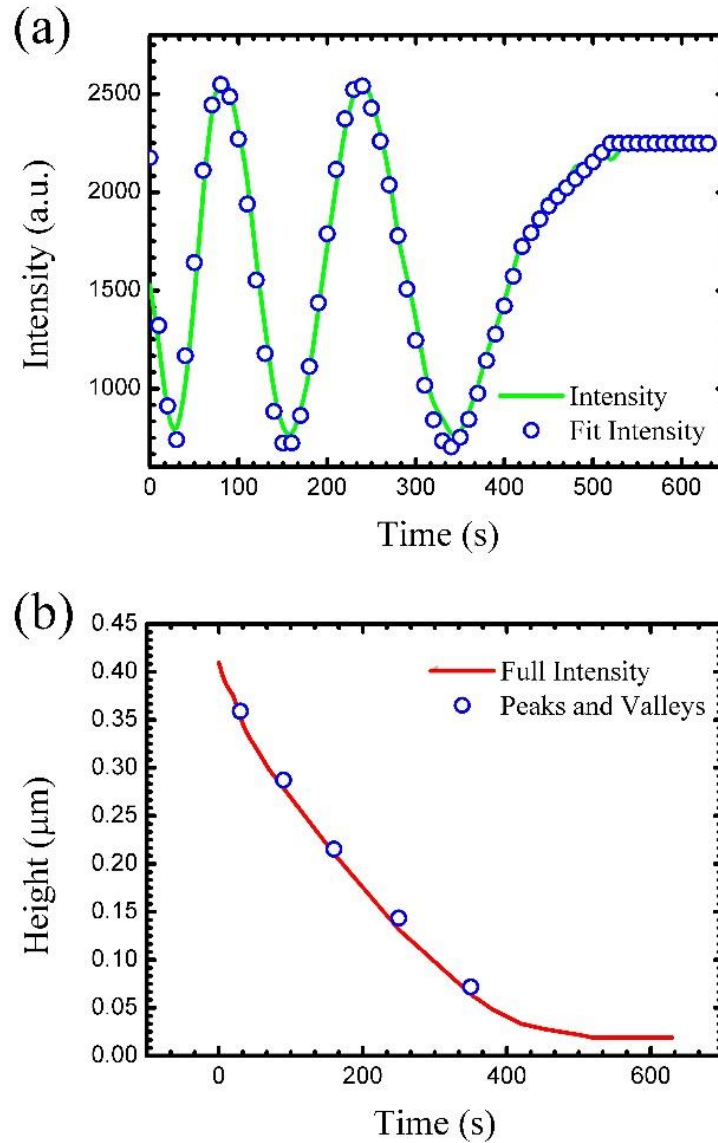 (a)
2500
2000
1500
1000
Intensity (a.u.)
Intensity
Fit Intensity
0 100 200 300 400 500 600
Time (s)
(b)
0.45
0.40
0.35
0.30
0.25
0.20
0.15
0.10
0.05
0.00
Height (μm)
Full Intensity
Peaks and Valleys
0 200 400 600
Time (s)